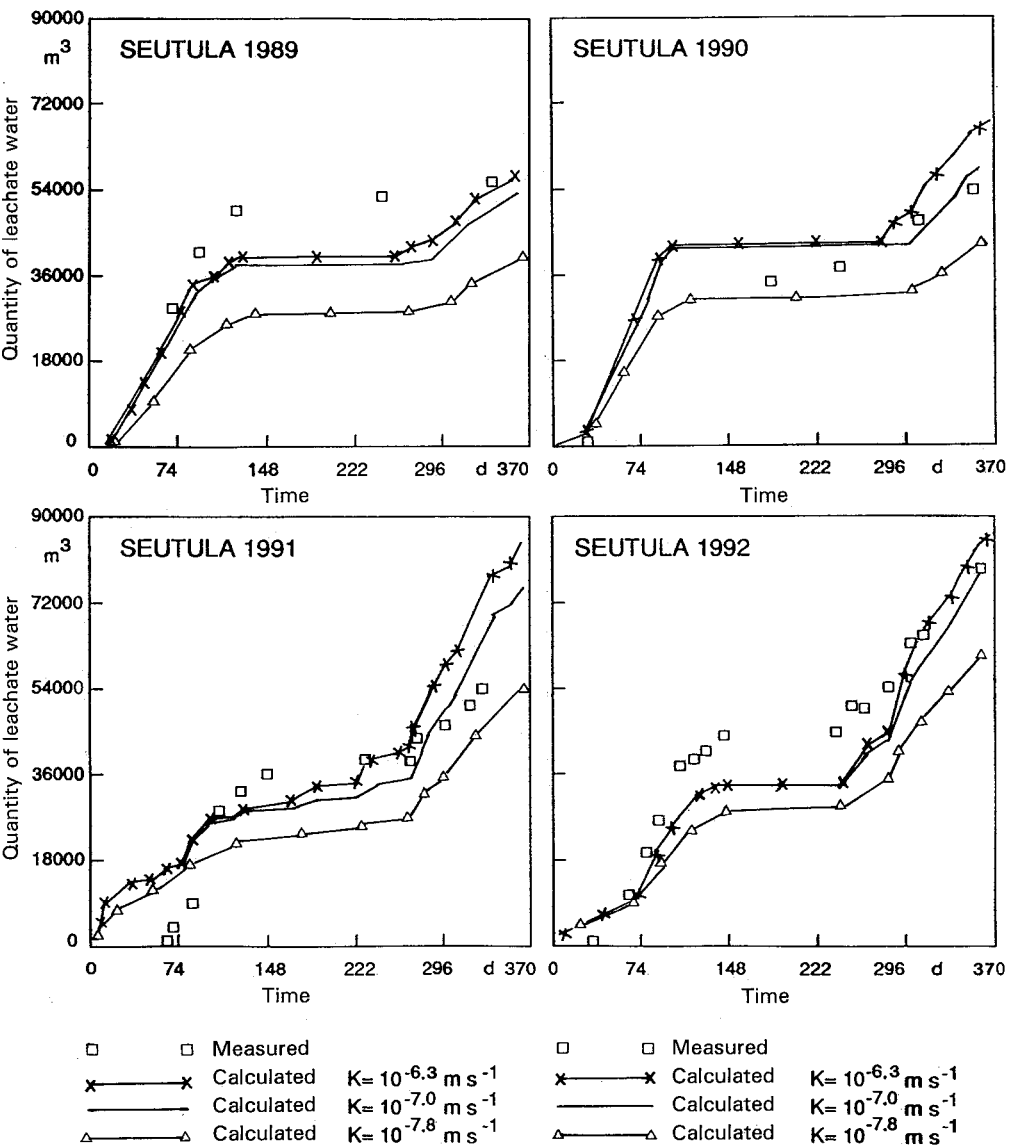 90000
m³
SEUTULA 1989
72000
54000
36000
18000
0
Quantity of leachate water
0 74 148 222 296 d 370
Time
SEUTULA 1990
0 74 148 222 296 d 370
Time
90000
m³
SEUTULA 1991
72000
54000
36000
18000
0
Quantity of leachate water
0 74 148 222 296 d 370
Time
SEUTULA 1992
0 74 148 222 296 d 370
Time
Measured
Calculated K= 10⁻⁶·³ m s⁻¹
Calculated K= 10⁻⁷·⁰ m s⁻¹
Calculated K= 10⁻⁷·⁸ m s⁻¹
Measured
Calculated K= 10⁻⁶·³ m s⁻¹
Calculated K= 10⁻⁷·⁰ m s⁻¹
Calculated K= 10⁻⁷·⁸ m s⁻¹